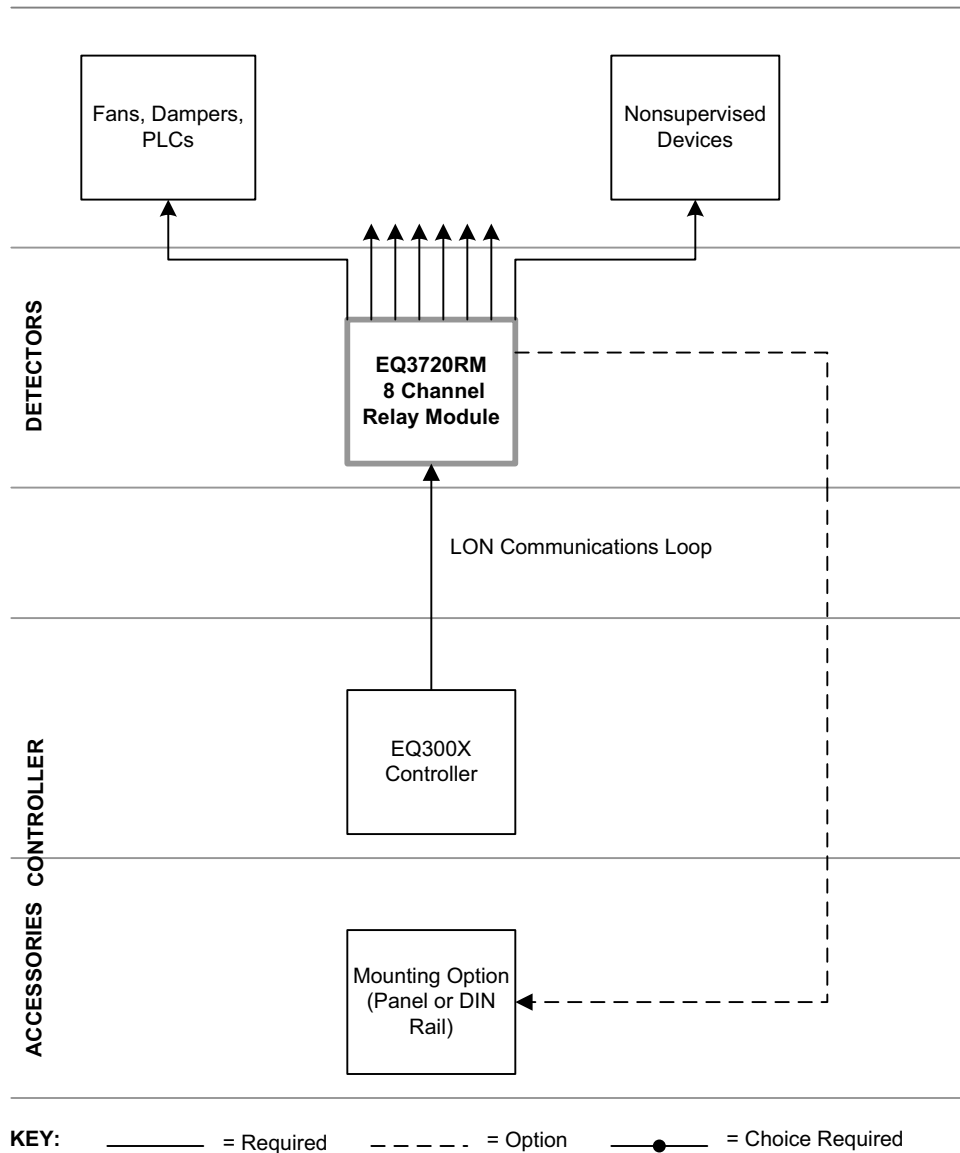 Fans, Dampers,
PLCs
Nonsupervised
Devices
DETECTORS
EQ3720RM
8 Channel
Relay Module
LON Communications Loop
CONTROLLER
EQ300X
Controller
ACCESSORIES
Mounting Option
(Panel or DIN
Rail)
KEY: = Required = Option = Choice Required